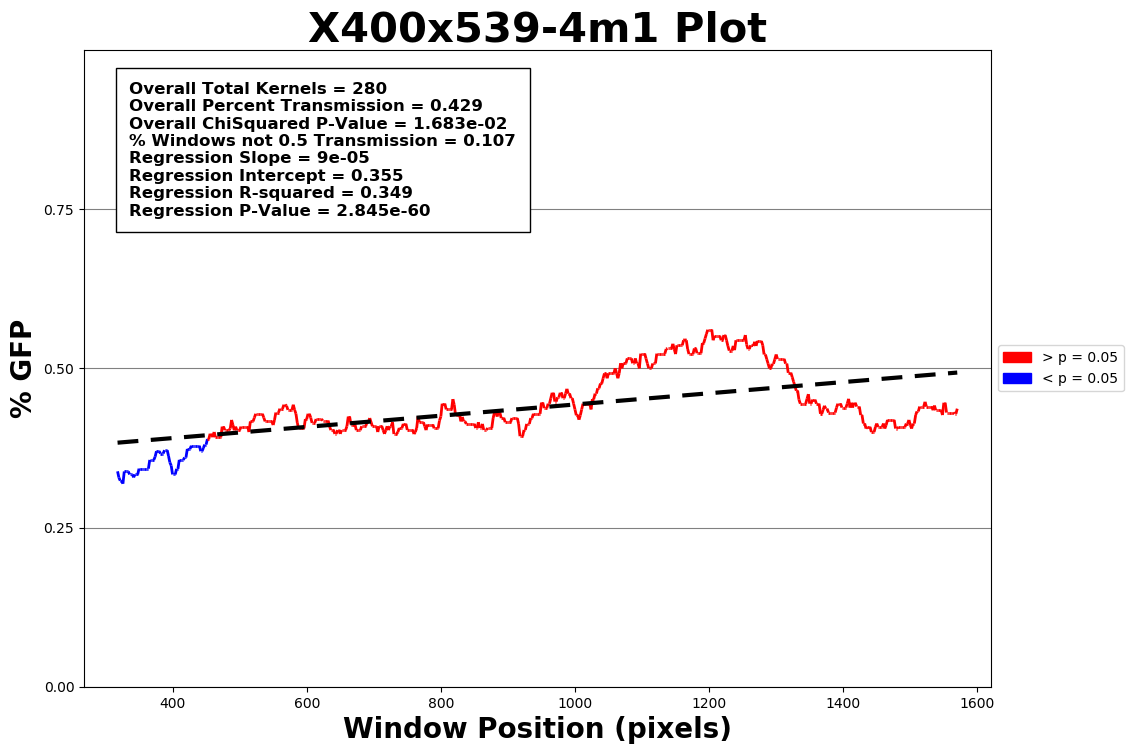 X400x539-4m1 Plot
Overall Total Kernels = 280
Overall Percent Transmission = 0.429
Overall ChiSquared P-Value = 1.683e-02
% Windows not 0.5 Transmission = 0.107
Regression Slope = 9e-05
Regression Intercept = 0.355
Regression R-squared = 0.349
Regression P-Value = 2.845e-60
% GFP
0.75
0.50
0.25
0.00
> p = 0.05
< p = 0.05
400 600 800 1000 1200 1400 1600
Window Position (pixels)